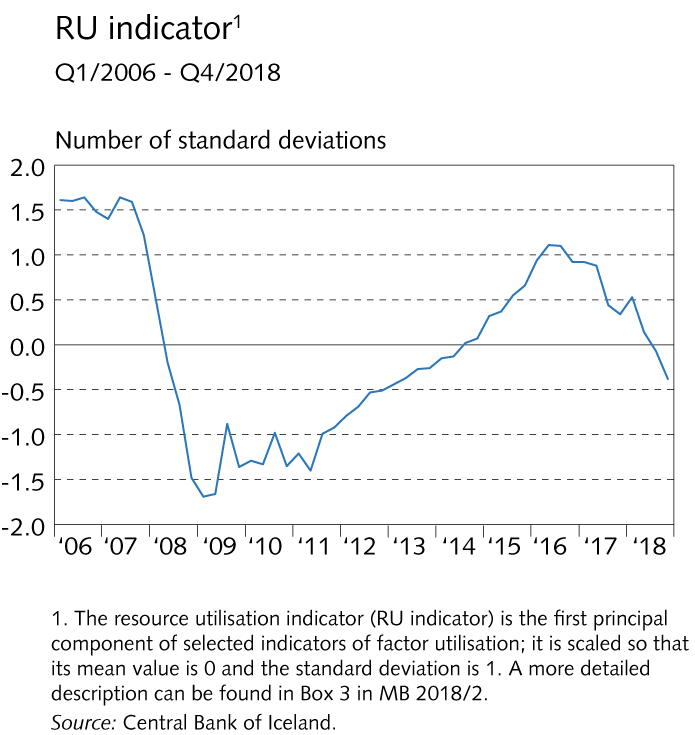 RU indicator¹
Q1/2006 - Q4/2018
Number of standard deviations
2.0
1.5
1.0
0.5
0.0
-0.5
-1.0
-1.5
-2.0
‘06 ‘07 ‘08 ‘09 ‘10 ‘11 ‘12 ‘13 ‘14 ‘15 ‘16 ‘17 ‘18
1. The resource utilisation indicator (RU indicator) is the first principal
component of selected indicators of factor utilisation; it is scaled so that
its mean value is 0 and the standard deviation is 1. A more detailed
description can be found in Box 3 in MB 2018/2.
Source: Central Bank of Iceland.